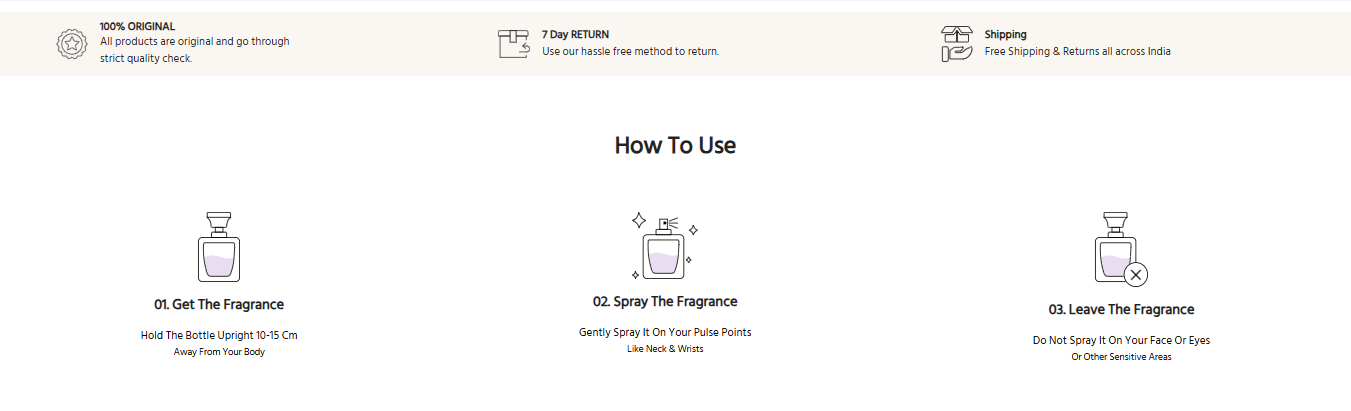 100% ORIGINAL
All products are original and go through
strict quality check.
7 Day RETURN
Use our hassle free method to return.
Shipping
Free Shipping & Returns all across India
How To Use
01. Get The Fragrance
Hold The Bottle Upright 10-15 Cm
Away From Your Body
02. Spray The Fragrance
Gently Spray It On Your Pulse Points
Like Neck & Wrists
03. Leave The Fragrance
Do Not Spray It On Your Face Or Eyes
Or Other Sensitive Areas